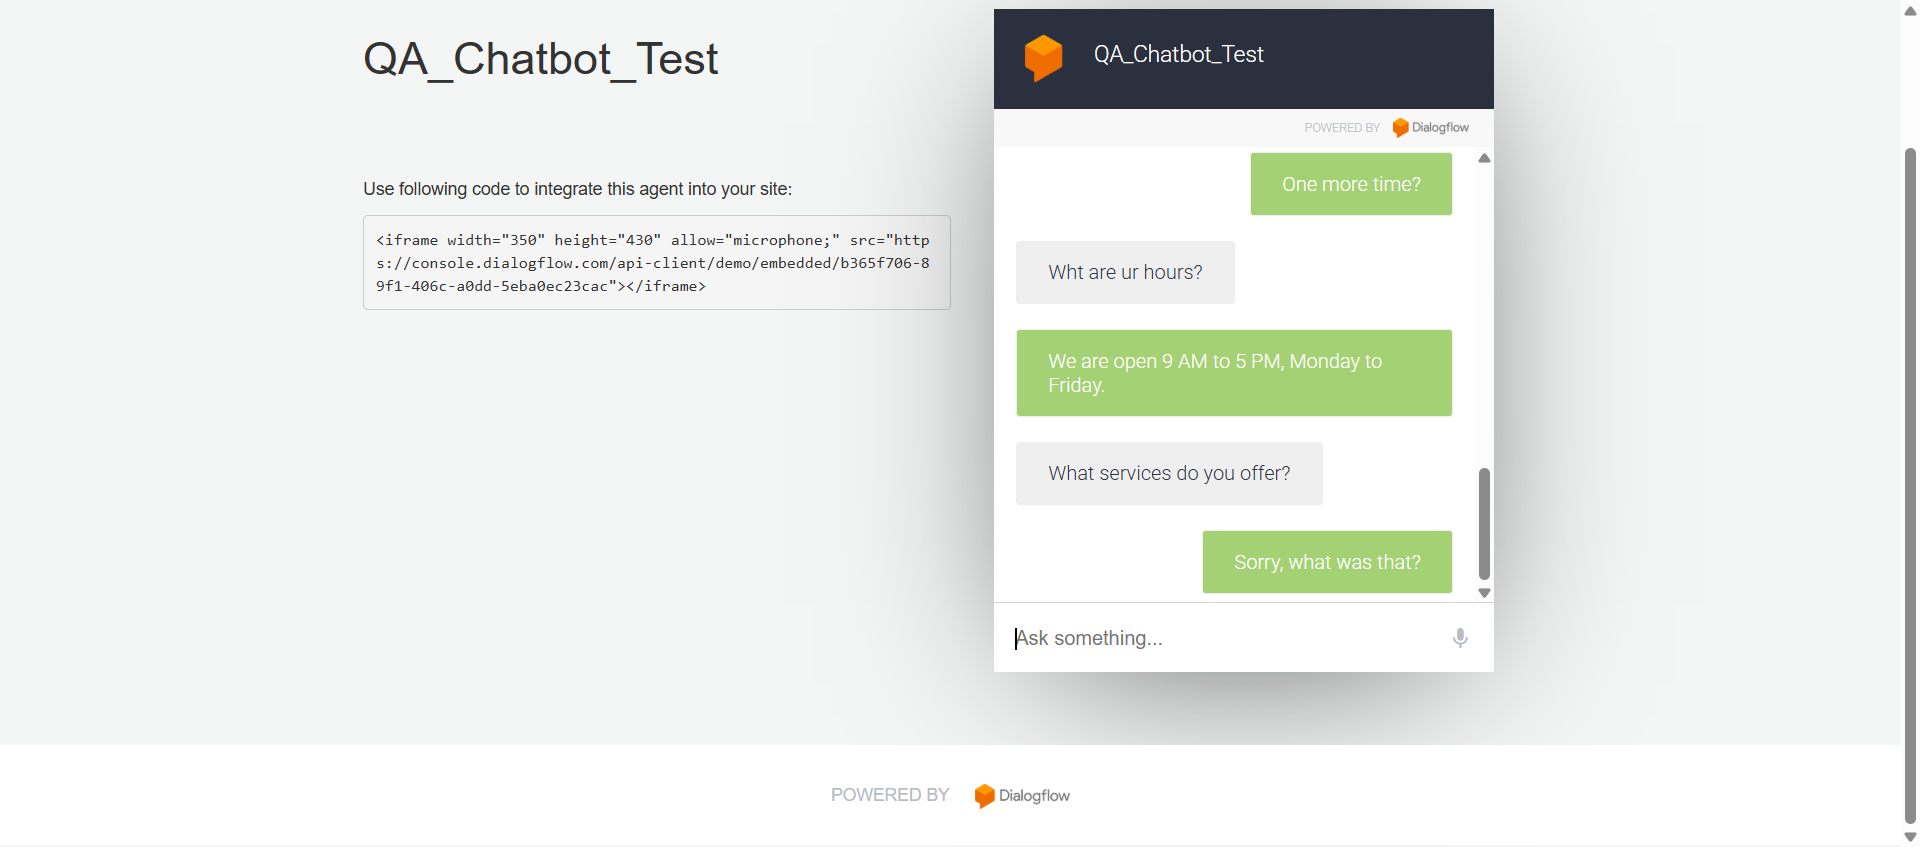 QA_Chatbot_Test
Use following code to integrate this agent into your site:
<iframe width="350" height="430" allow="microphone;" src="http
s://console.dialogflow.com/api-client/demo/embedded/b365f706-8
9f1-406c-a0dd-5eba0ec23cac"></iframe>
QA_Chatbot_Test
POWERED BY Dialogflow
One more time?
Wht are ur hours?
We are open 9 AM to 5 PM, Monday to
Friday.
What services do you offer?
Sorry, what was that?
Ask something...
POWERED BY Dialogflow